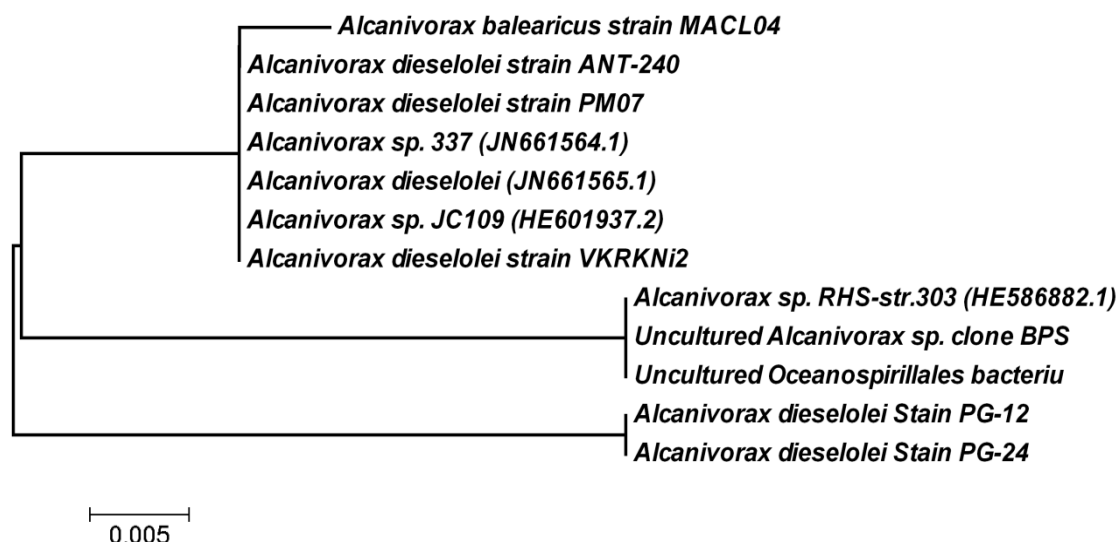 Alcanivorax balearicus strain MACL04
Alcanivorax dieselolei strain ANT-240
Alcanivorax dieselolei strain PM07
Alcanivorax sp. 337 (JN661564.1)
Alcanivorax dieselolei (JN661565.1)
Alcanivorax sp. JC109 (HE601937.2)
Alcanivorax dieselolei strain VKRKNi2
Alcanivorax sp. RHS-str.303 (HE586882.1)
Uncultured Alcanivorax sp. clone BPS
Uncultured Oceanospirillales bacteriu
Alcanivorax dieselolei Stain PG-12
Alcanivorax dieselolei Stain PG-24
0.005